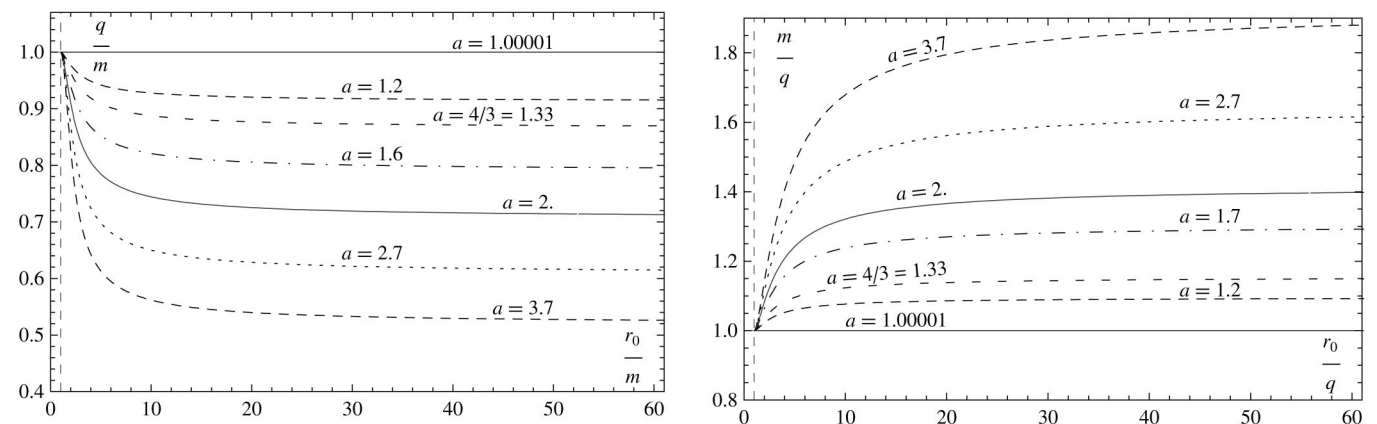 q
m
a = 1.00001
a = 1.2
a = 4/3 = 1.33
a = 1.6
a = 2.
a = 2.7
a = 3.7
r0
m
1.0
0.9
0.8
0.7
0.6
0.5
0.4
0 10 20 30 40 50 60
m
q
a = 3.7
a = 2.7
a = 2.
a = 1.7
a = 4/3 = 1.33
a = 1.2
a = 1.00001
r0
q
1.8
1.6
1.4
1.2
1.0
0.8
0 10 20 30 40 50 60